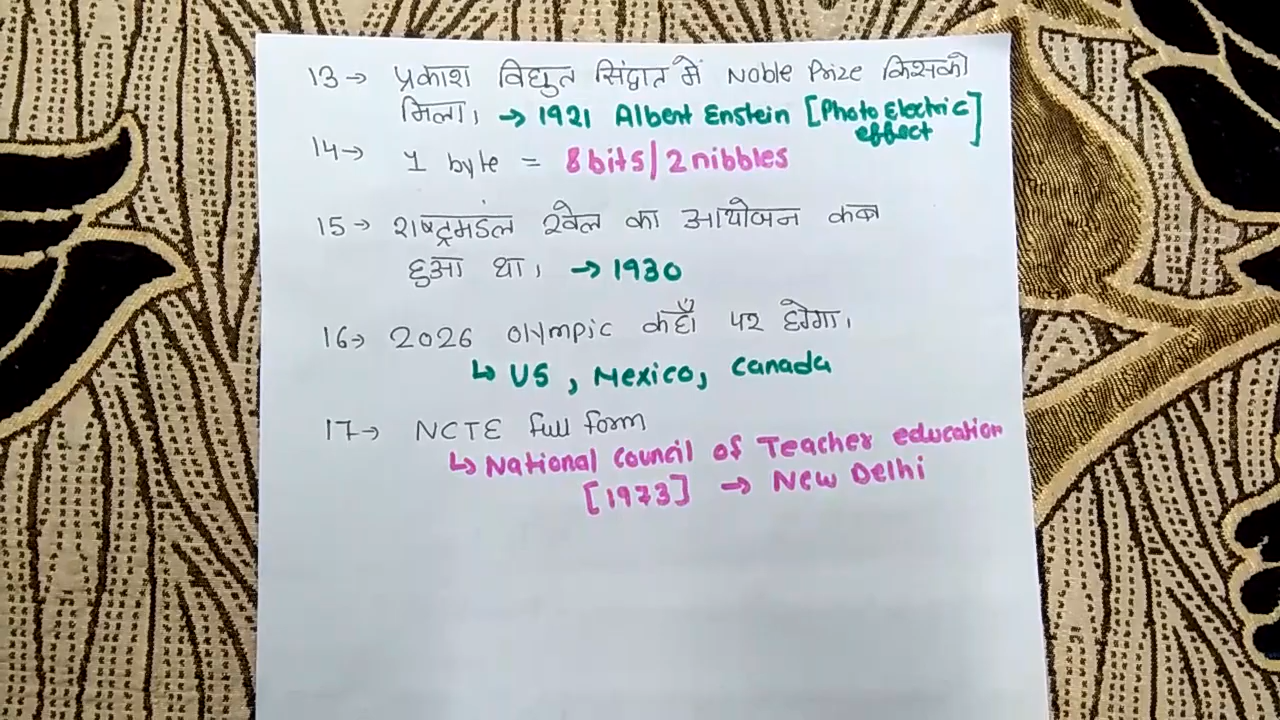 13→ प्रकाश विद्युत सिंद्वात में Noble Prize किसको
मिला। → 1921 Albert Enstein [Photo Electric]
effect
14→ 1 byte = 8 bits/2 nibbles
15→ राष्ट्रमंडल खेल का आयोजन कब
हुआ था। → 1930
16→ 2026 Olympic कहाँ पर होगा।
↳ US, Mexico, Canada
17→ NCTE full form
↳ National Council of Teacher education
[1973] → New Delhi